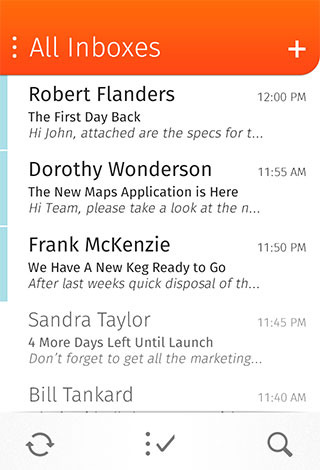 All Inboxes
Robert Flanders 12:00 PM
The First Day Back
Hi John, attached are the specs for t...
Dorothy Wonderson 11:55 AM
The New Maps Application is Here
Hi Team, please take a look at the n...
Frank McKenzie 11:50 PM
We Have A New Keg Ready to Go
After last weeks quick disposal of th...
Sandra Taylor 11:45 PM
4 More Days Left Until Launch
Don't forget to get all the marketing...
Bill Tankard 11:40 AM